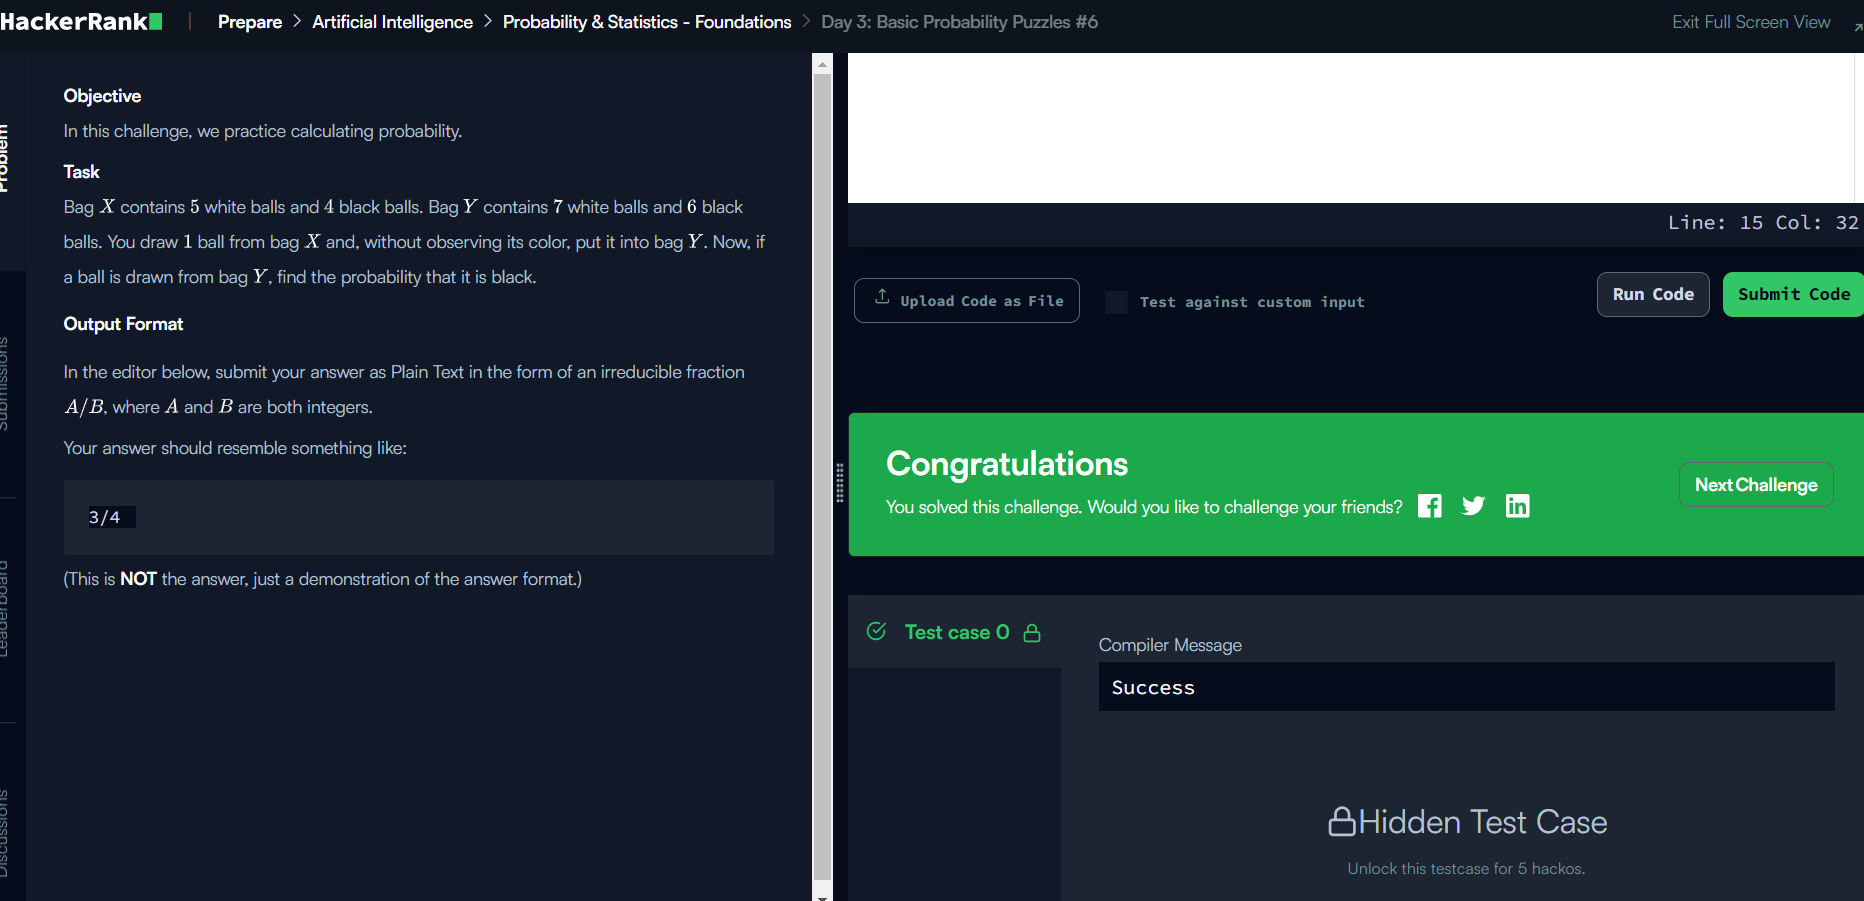 HackerRank
Prepare > Artificial Intelligence > Probability & Statistics - Foundations > Day 3: Basic Probability Puzzles #6
Exit Full Screen View
Problem
Submissions
Leaderboard
Discussions
Objective
In this challenge, we practice calculating probability.
Task
Bag X contains 5 white balls and 4 black balls. Bag Y contains 7 white balls and 6 black
balls. You draw 1 ball from bag X and, without observing its color, put it into bag Y. Now, if
a ball is drawn from bag Y, find the probability that it is black.
Output Format
In the editor below, submit your answer as Plain Text in the form of an irreducible fraction
A/B, where A and B are both integers.
Your answer should resemble something like:
3/4
(This is NOT the answer, just a demonstration of the answer format.)
Line: 15 Col: 32
Upload Code as File
Test against custom input
Run Code
Submit Code
Congratulations
You solved this challenge. Would you like to challenge your friends?
Next Challenge
Test case 0
Compiler Message
Success
Hidden Test Case
Unlock this testcase for 5 hackos.